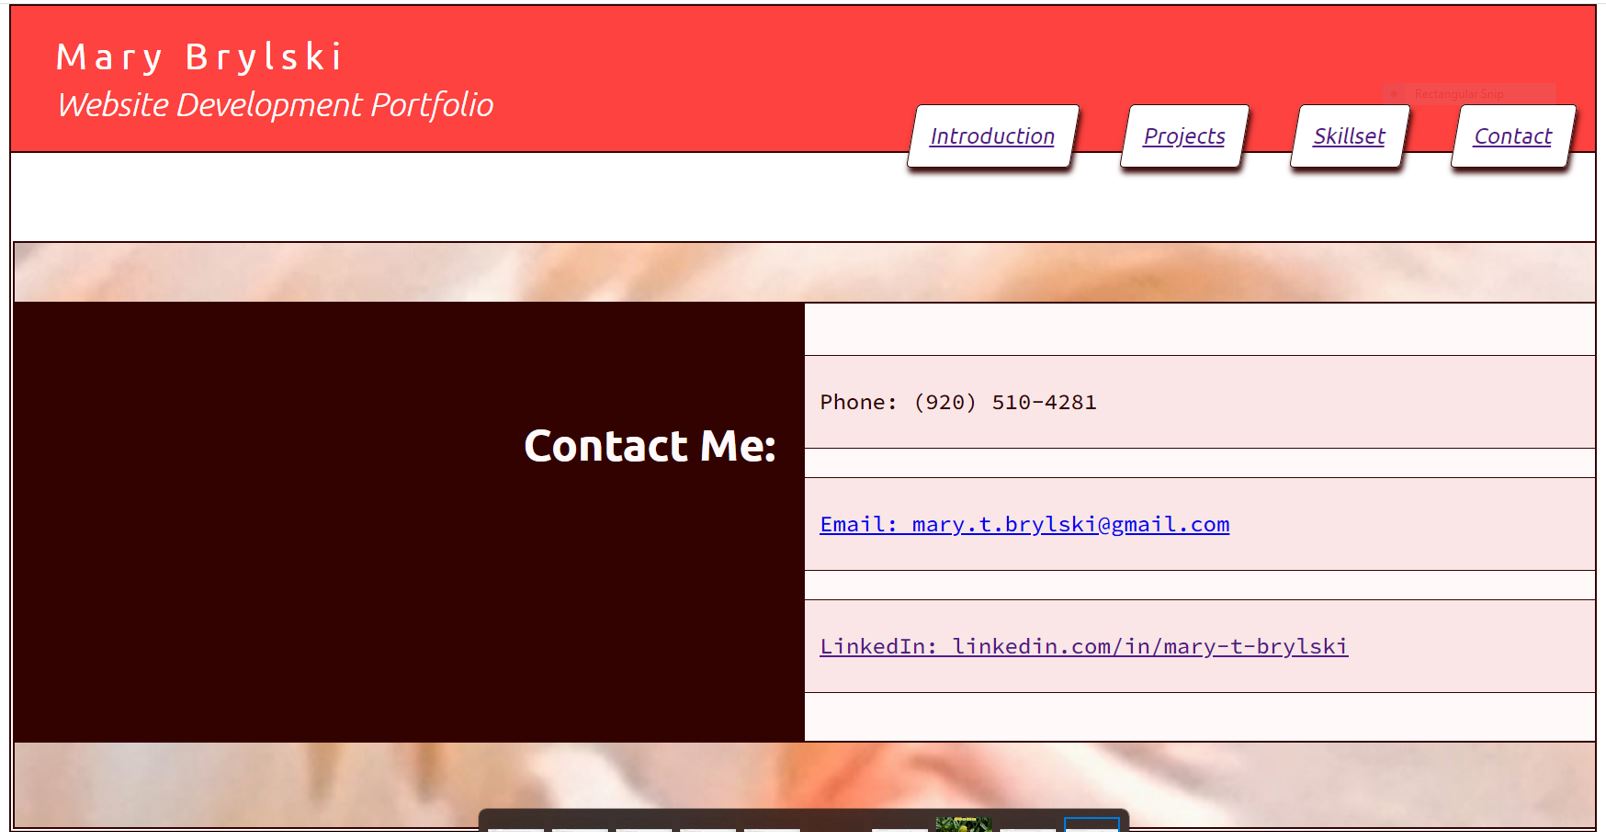 Mary Brylski
Website Development Portfolio
Rectangular Snip
Introduction
Projects
Skillset
Contact
Contact Me:
Phone: (920) 510-4281
Email: mary.t.brylski@gmail.com
LinkedIn: linkedin.com/in/mary-t-brylski